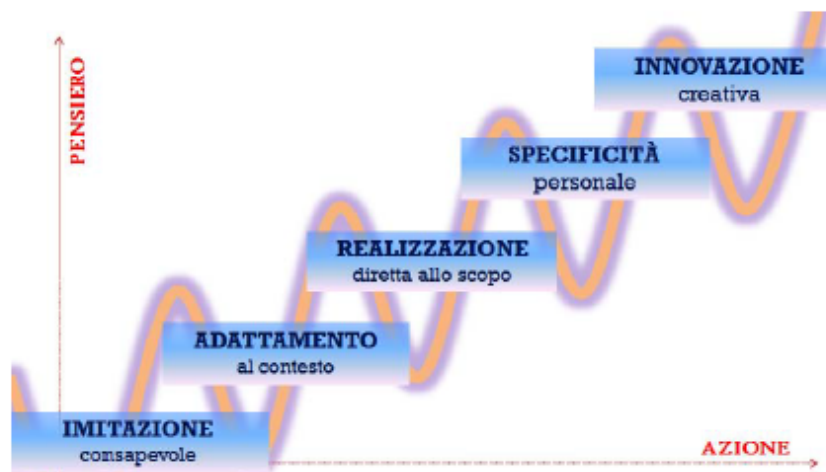 PENSIERO
INNOVAZIONE
creativa
SPECIFICITÀ
personale
REALIZZAZIONE
diretta allo scopo
ADATTAMENTO
al contesto
IMITAZIONE
consapevole
AZIONE